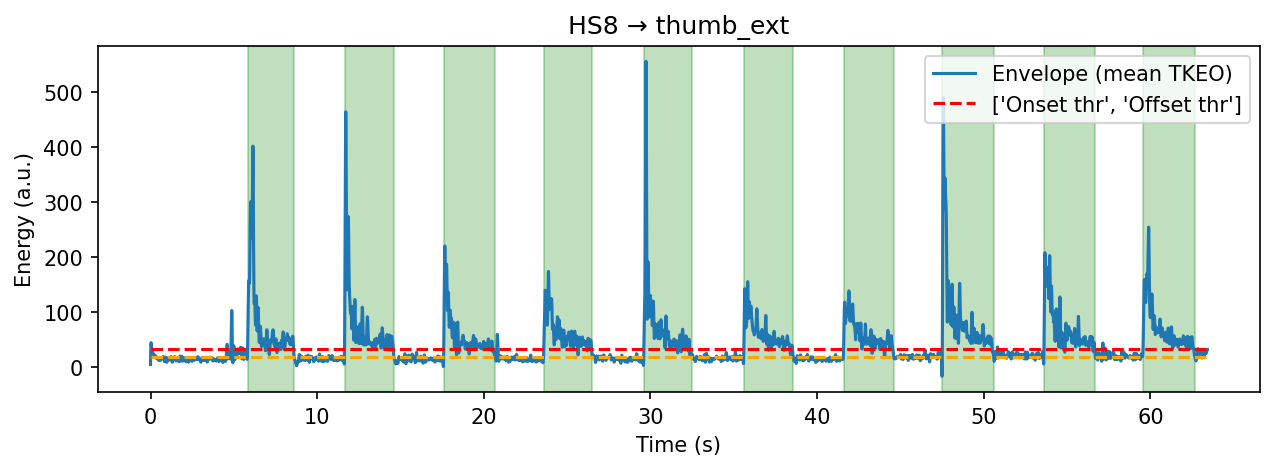 HS8 → thumb_ext
Energy (a.u.)
500
400
300
200
100
0
Envelope (mean TKEO)
['Onset thr', 'Offset thr']
0 10 20 30 40 50 60
Time (s)